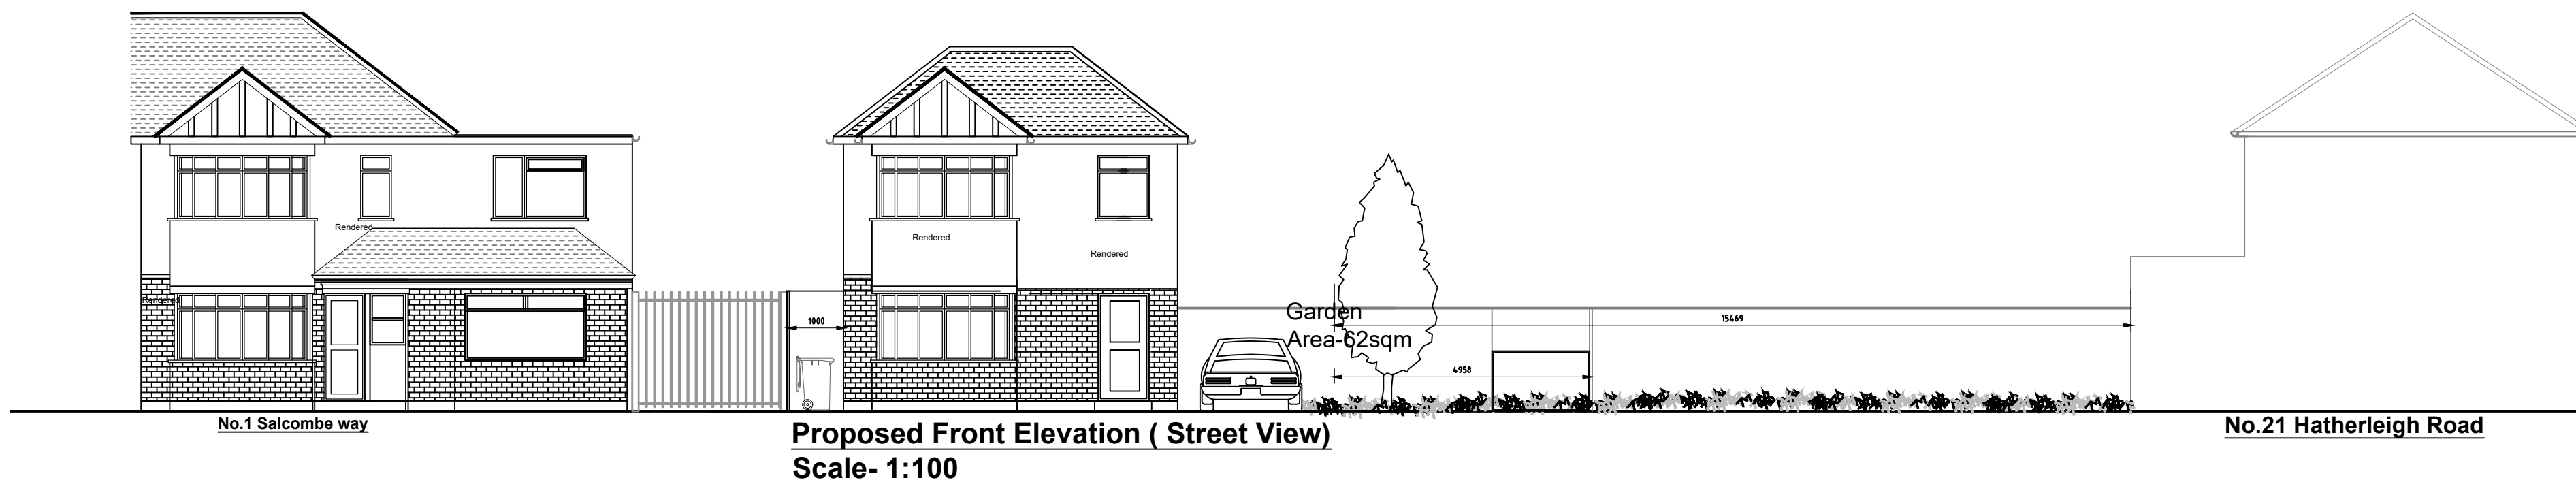 Rendered
Rendered
No.1 Salcombe way
1000
Rendered
Rendered
Garden
Area-62sqm
15469
4958
Proposed Front Elevation ( Street View)
Scale- 1:100
No.21 Hatherleigh Road